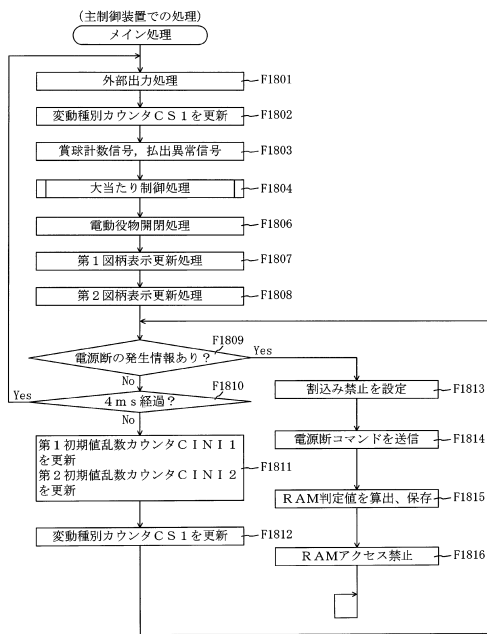 (主制御装置での処理)
メイン処理
外部出力処理
F1801
変動種別カウンタCS1を更新
F1802
賞球計数信号,払出異常信号
F1803
大当たり制御処理
F1804
電動役物開閉処理
F1806
第1図柄表示更新処理
F1807
第2図柄表示更新処理
F1808
電源断の発生情報あり?
F1809
Yes
No
4ms経過?
F1810
Yes
No
第1初期値乱数カウンタCINI1
を更新
第2初期値乱数カウンタCINI2
を更新
F1811
変動種別カウンタCS1を更新
F1812
割込み禁止を設定
F1813
電源断コマンドを送信
F1814
RAM判定値を算出、保存
F1815
RAMアクセス禁止
F1816